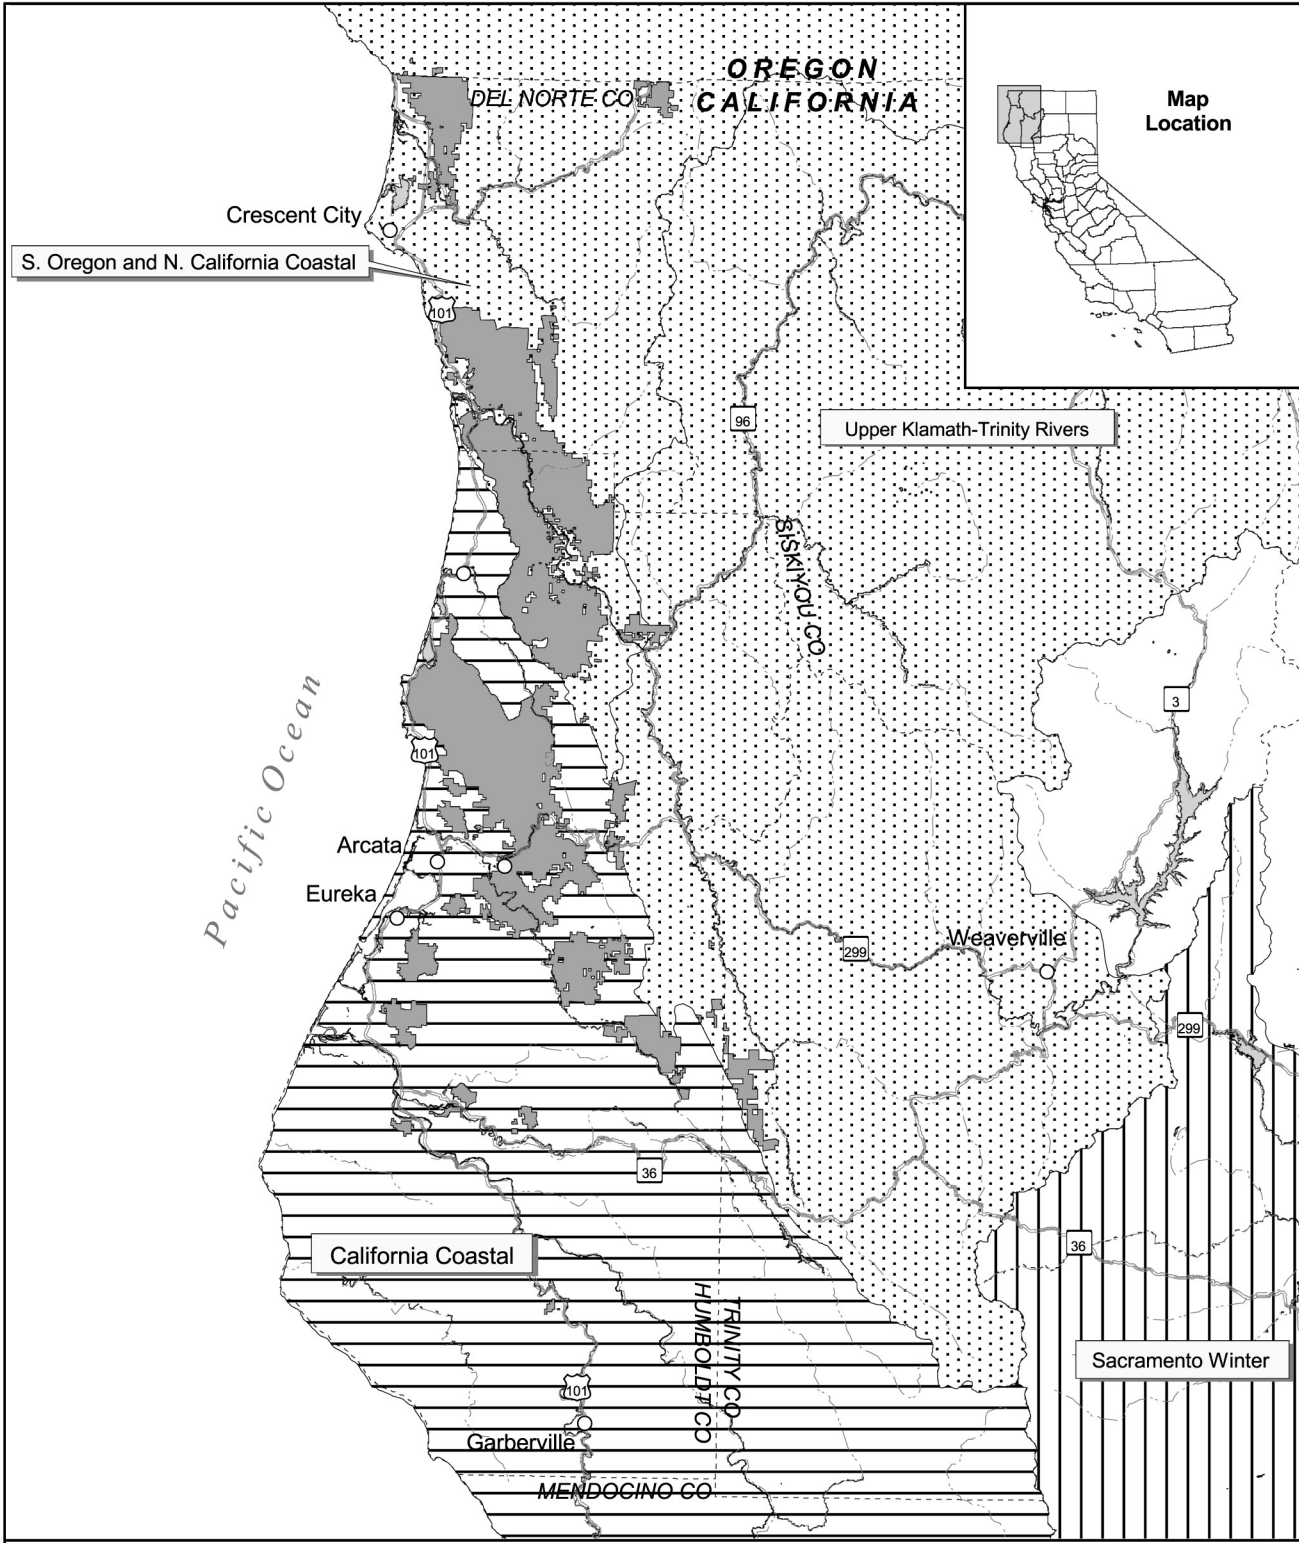 OREGON
DEL NORTE CO
CALIFORNIA
Map
Location
Crescent City
S. Oregon and N. California Coastal
101
96
Upper Klamath-Trinity Rivers
SISKIYOU CO
Pacific Ocean
3
101
Arcata
Eureka
Weaverville
299
299
36
36
California Coastal
TRINITY CO
HUMBOLDT CO
Sacramento Winter
101
Garberville
MENDOCINO CO